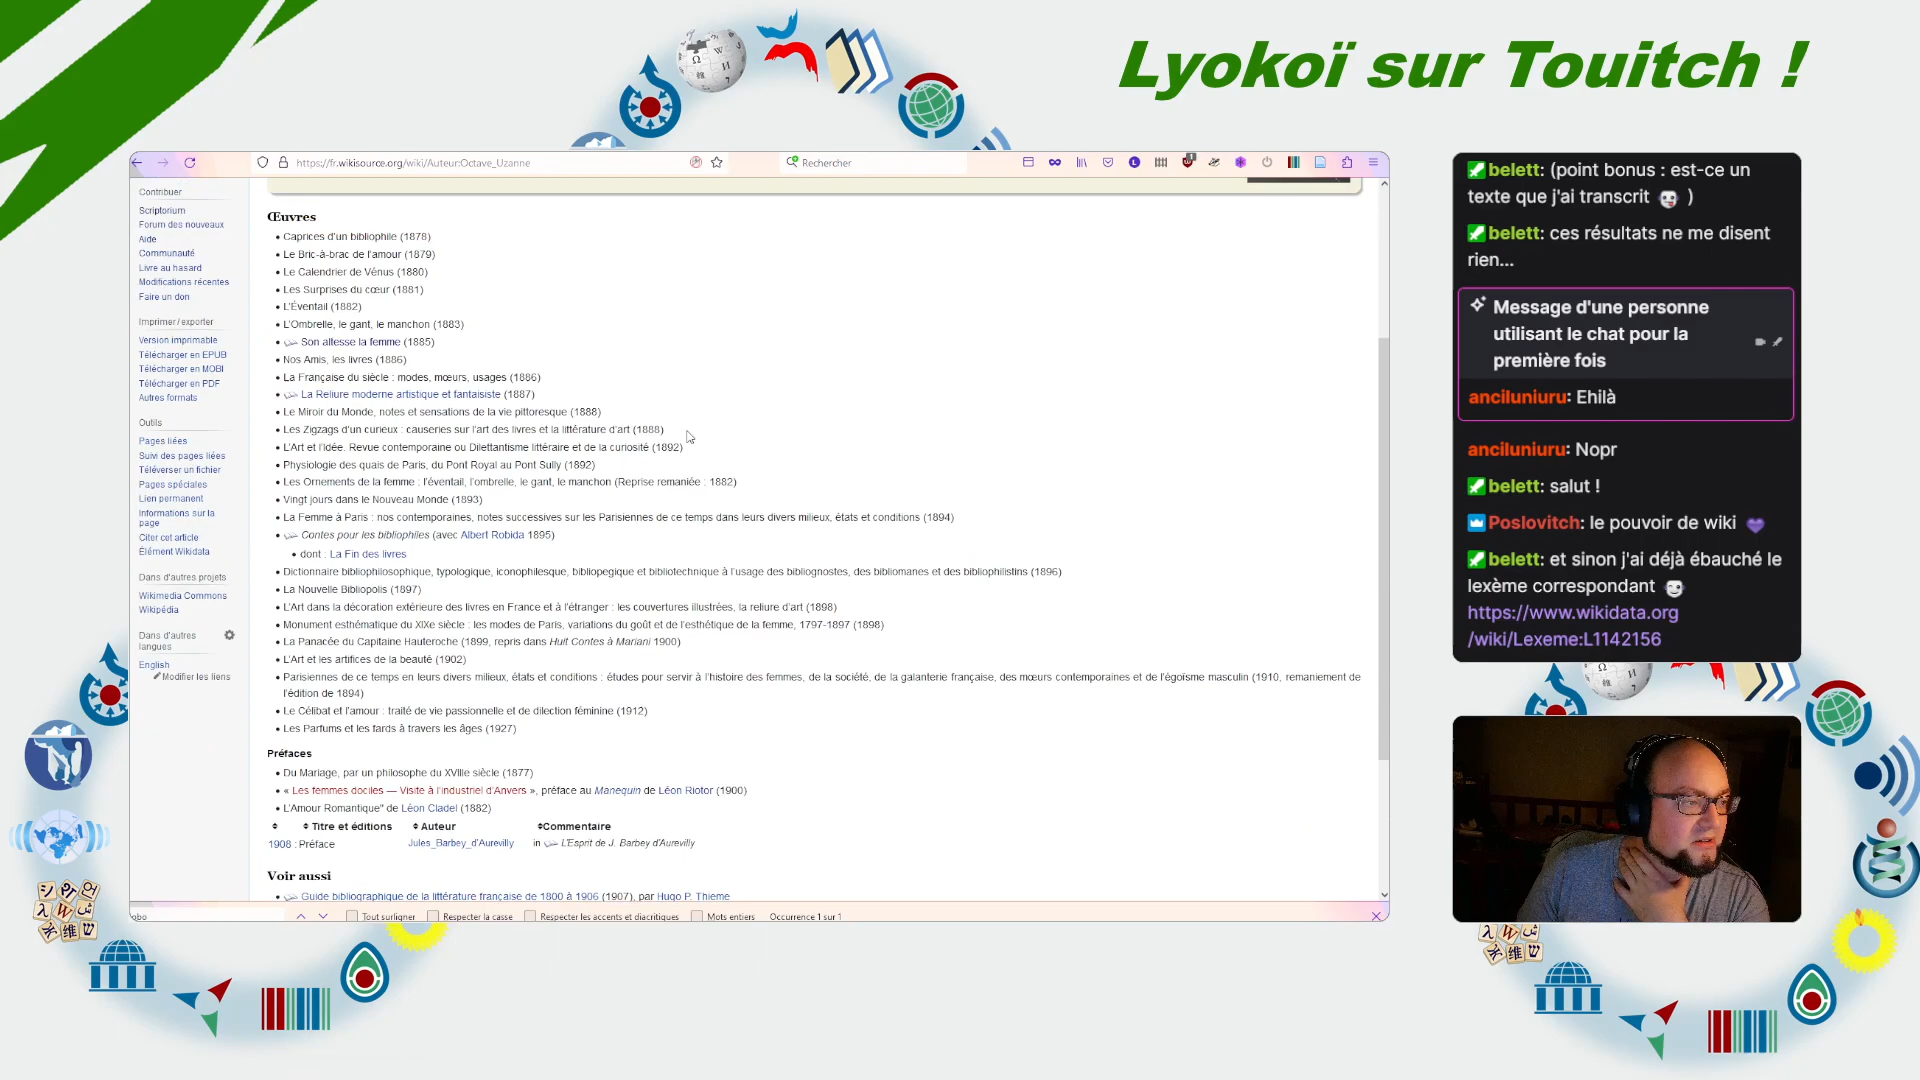 Lyokoï sur Touitch !
https://fr.wikisource.org/wiki/Auteur:Octave_Uzanne
Rechercher
Contribuer
Scriptorium
Forum des nouveaux
Aide
Communauté
Livre au hasard
Modifications récentes
Faire un don
Imprimer / exporter
Version imprimable
Télécharger en EPUB
Télécharger en MOBI
Télécharger en PDF
Autres formats
Outils
Pages liées
Suivi des pages liées
Téléverser un fichier
Pages spéciales
Lien permanent
Informations sur la
page
Citer cet article
Élément Wikidata
Dans d'autres projets
Wikimedia Commons
Wikipédia
Dans d'autres
langues
English
Modifier les liens
Œuvres
• Caprices d'un bibliophile (1878)
• Le Bric-à-brac de l'amour (1879)
• Le Calendrier de Vénus (1880)
• Les Surprises du cœur (1881)
• L'Éventail (1882)
• L'Ombrelle, le gant, le manchon (1883)
• Son altesse la femme (1885)
• Nos Amis, les livres (1886)
• La Française du siècle : modes, mœurs, usages (1886)
• La Reliure moderne artistique et fantaisiste (1887)
• Le Miroir du Monde, notes et sensations de la vie pittoresque (1888)
• Les Zigzags d'un curieux : causeries sur l'art des livres et la littérature d'art (1888)
• L'Art et l'Idée. Revue contemporaine ou Dilettantisme littéraire et de la curiosité (1892)
• Physiologie des quais de Paris, du Pont Royal au Pont Sully (1892)
• Les Ornements de la femme : l'éventail, l'ombrelle, le gant, le manchon (Reprise remaniée : 1882)
• Vingt jours dans le Nouveau Monde (1893)
• La Femme à Paris : nos contemporaines, notes successives sur les Parisiennes de ce temps dans leurs divers milieux, états et conditions (1894)
• Contes pour les bibliophiles (avec Albert Robida 1895)
• dont : La Fin des livres
• Dictionnaire bibliophilosophique, typologique, iconophilesque, bibliopegique et bibliotechnique à l'usage des bibliognostes, des bibliomanes et des bibliophilistins (1896)
• La Nouvelle Bibliopolis (1897)
• L'Art dans la décoration extérieure des livres en France et à l'étranger : les couvertures illustrées, la reliure d'art (1898)
• Monument esthématique du XIXe siècle : les modes de Paris, variations du goût et de l'esthétique de la femme, 1797-1897 (1898)
• La Panacée du Capitaine Hauteroche (1899, repris dans Huit Contes à Mariani 1900)
• L'Art et les artifices de la beauté (1902)
• Parisiennes de ce temps en leurs divers milieux, états et conditions : études pour servir à l'histoire des femmes, de la société, de la galanterie française, des mœurs contemporaines et de l'égoïsme masculin (1910, remaniement de
l'édition de 1894)
• Le Célibat et l'amour : traité de vie passionnelle et de dilection féminine (1912)
• Les Parfums et les fards à travers les âges (1927)
Préfaces
• Du Mariage, par un philosophe du XVIIIe siècle (1877)
• « Les femmes dociles — Visite à l'industriel d'Anvers », préface au Manequin de Léon Riotor (1900)
• L'Amour Romantique" de Léon Cladel (1882)
Titre et éditions Auteur Commentaire
1908 : Préface Jules_Barbey_d'Aurevilly in L'Esprit de J. Barbey d'Aurevilly
Voir aussi
• Guide bibliographique de la littérature française de 1800 à 1906 (1907), par Hugo P. Thieme
obo Tout surligner Respecter la casse Respecter les accents et diacritiques Mots entiers Occurrence 1 sur 1
belett: (point bonus : est-ce un
texte que j'ai transcrit )
belett: ces résultats ne me disent
rien...
Message d'une personne
utilisant le chat pour la
première fois
anciluniuru: Ehilà
anciluniuru: Nopr
belett: salut !
Poslovitch: le pouvoir de wiki
belett: et sinon j'ai déjà ébauché le
lexème correspondant
https://www.wikidata.org
/wiki/Lexeme:L1142156